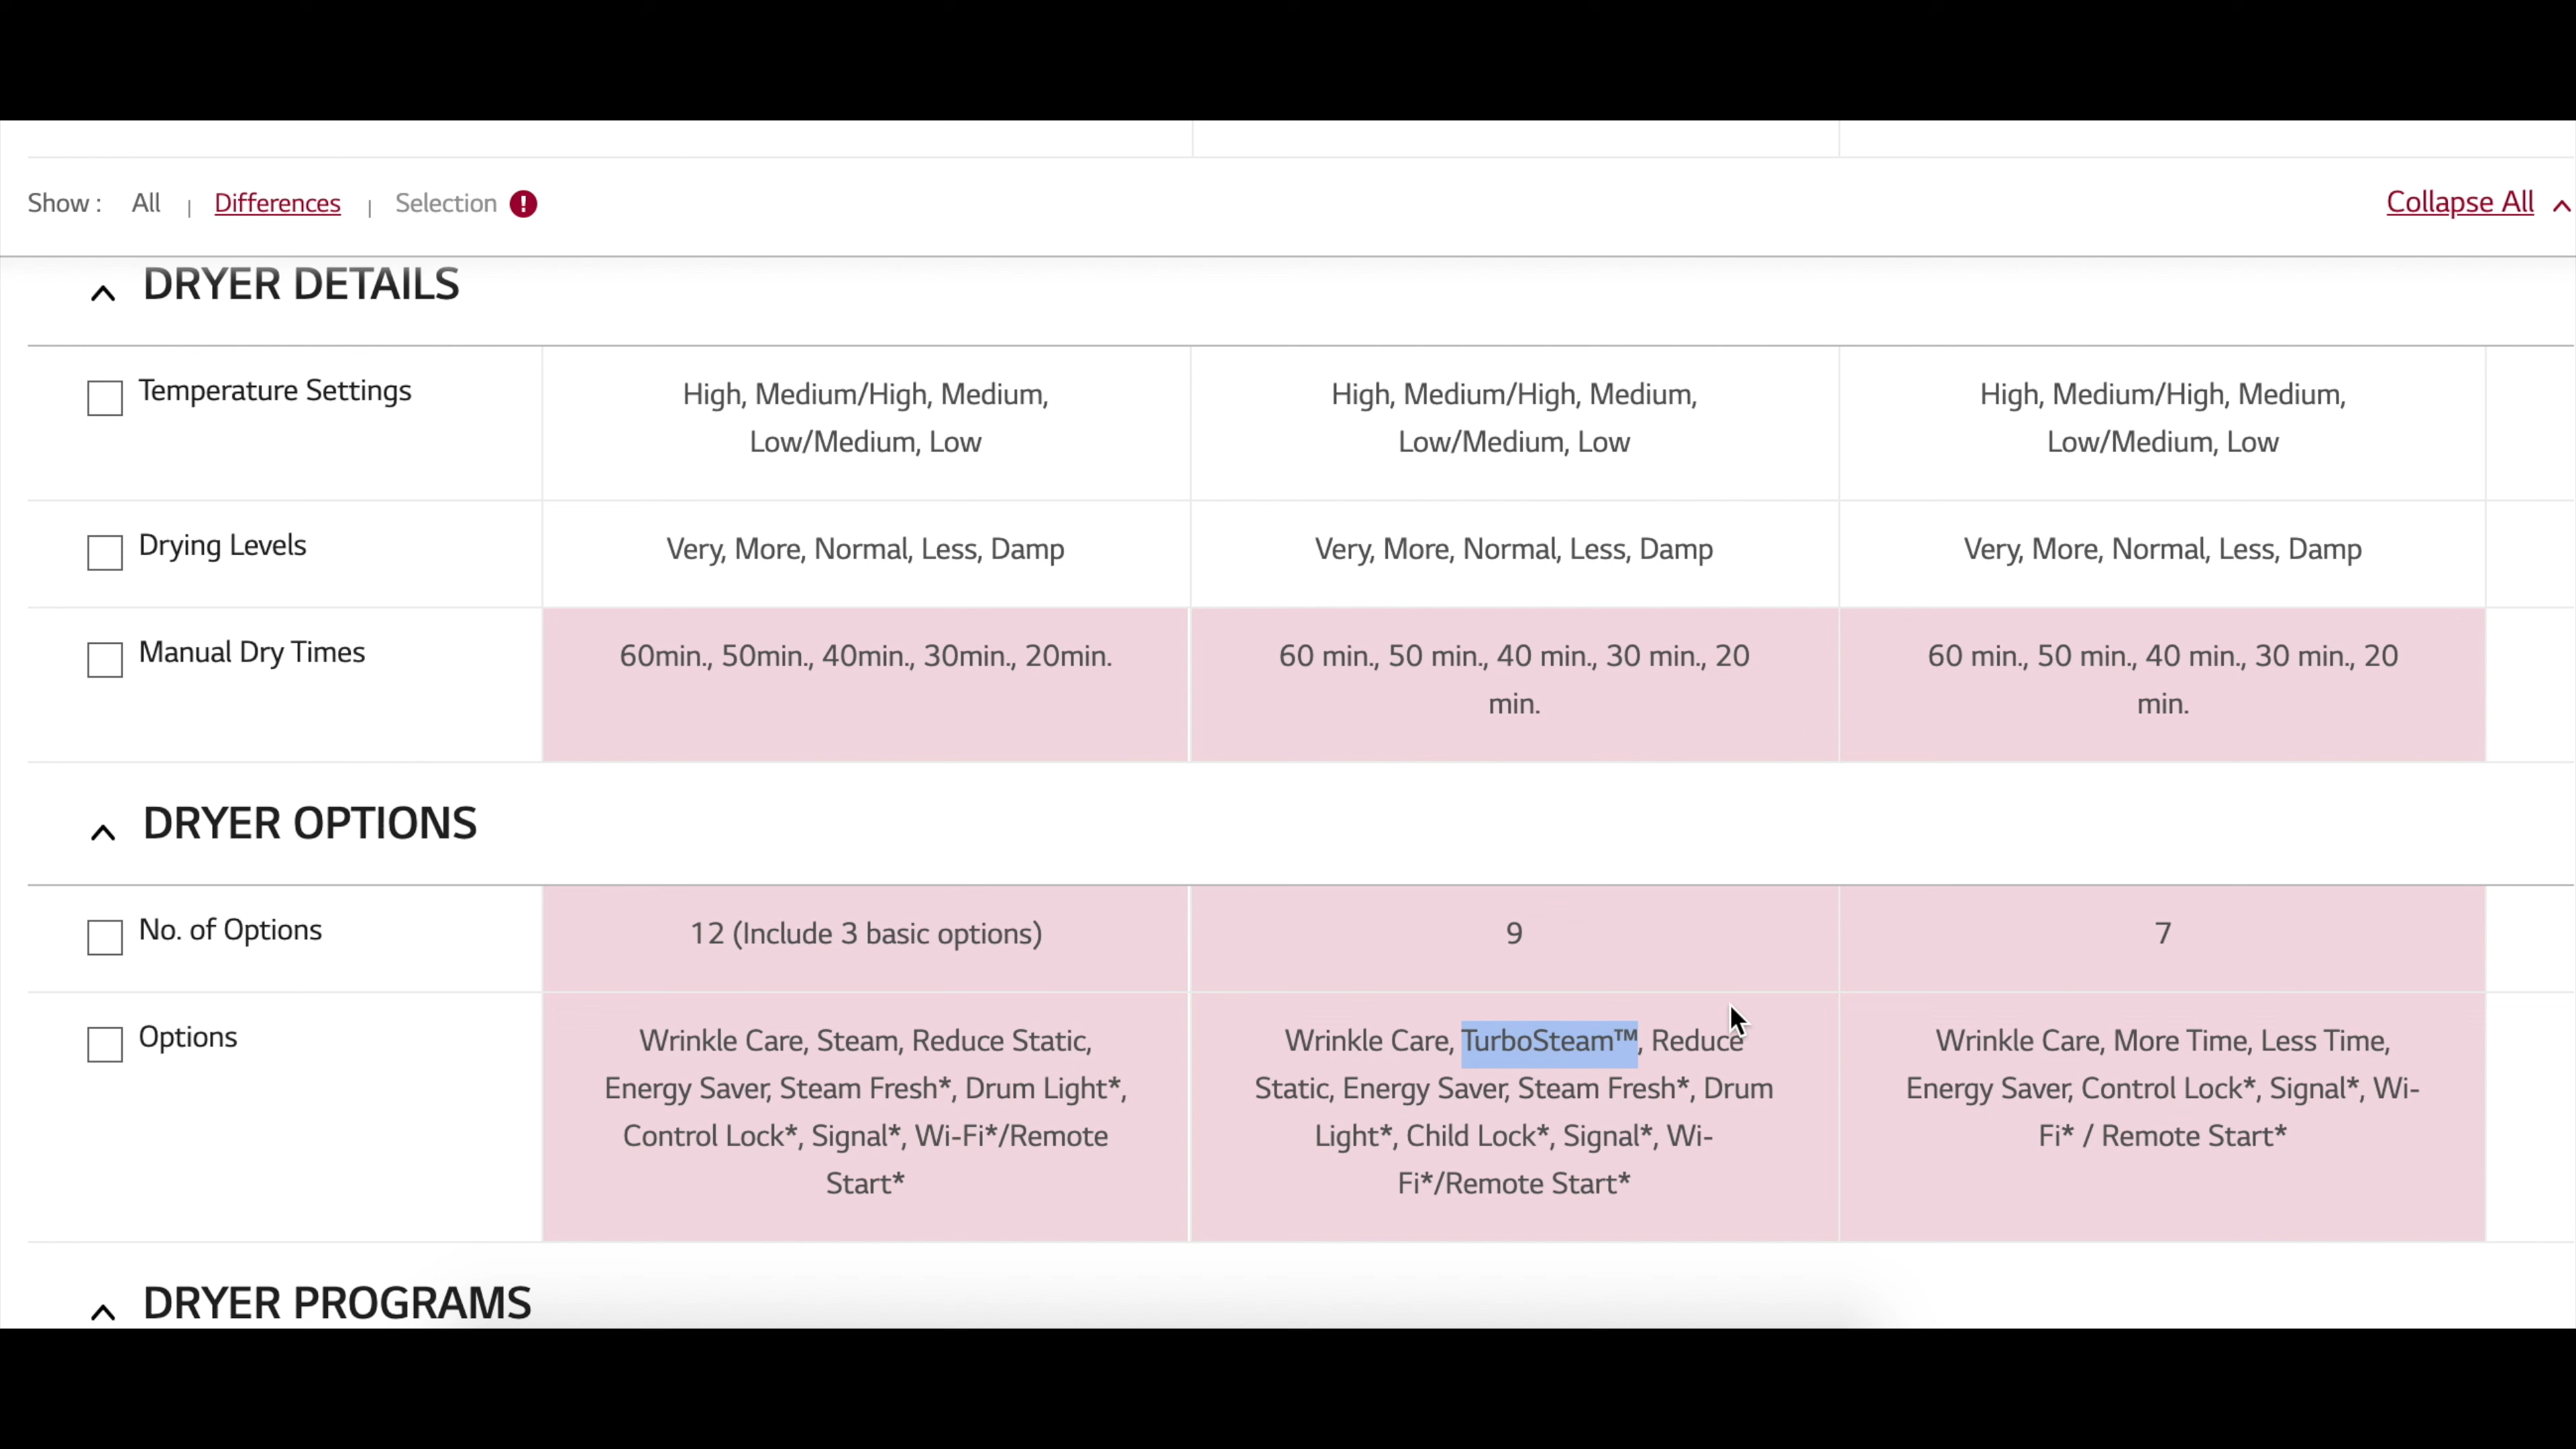 Show : All | Differences | Selection !
Collapse All
DRYER DETAILS
Temperature Settings
High, Medium/High, Medium,
Low/Medium, Low
High, Medium/High, Medium,
Low/Medium, Low
High, Medium/High, Medium,
Low/Medium, Low
Drying Levels
Very, More, Normal, Less, Damp
Very, More, Normal, Less, Damp
Very, More, Normal, Less, Damp
Manual Dry Times
60min., 50min., 40min., 30min., 20min.
60 min., 50 min., 40 min., 30 min., 20
min.
60 min., 50 min., 40 min., 30 min., 20
min.
DRYER OPTIONS
No. of Options
12 (Include 3 basic options)
9
7
Options
Wrinkle Care, Steam, Reduce Static,
Energy Saver, Steam Fresh*, Drum Light*,
Control Lock*, Signal*, Wi-Fi*/Remote
Start*
Wrinkle Care, TurboSteam™, Reduce
Static, Energy Saver, Steam Fresh*, Drum
Light*, Child Lock*, Signal*, Wi-
Fi*/Remote Start*
Wrinkle Care, More Time, Less Time,
Energy Saver, Control Lock*, Signal*, Wi-
Fi* / Remote Start*
DRYER PROGRAMS